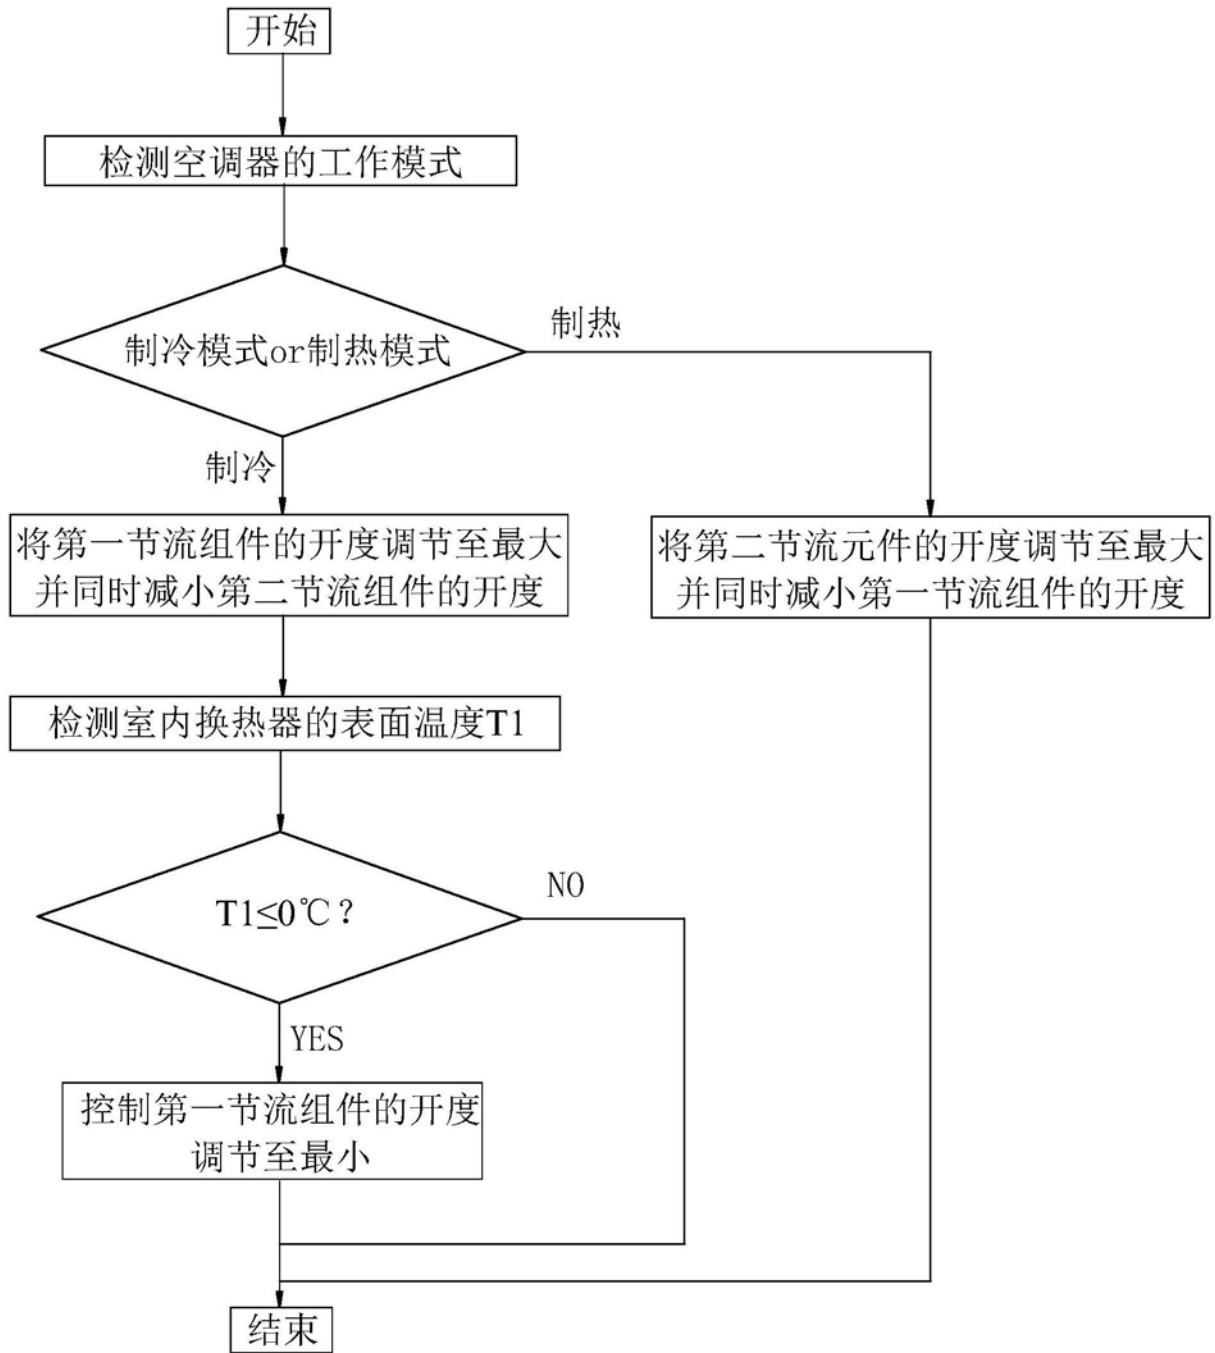 开始
检测空调器的工作模式
制冷模式or制热模式
制热
制冷
将第一节流组件的开度调节至最大
并同时减小第二节流组件的开度
将第二节流元件的开度调节至最大
并同时减小第一节流组件的开度
检测室内换热器的表面温度T1
T1≤0℃?
NO
YES
控制第一节流组件的开度
调节至最小
结束